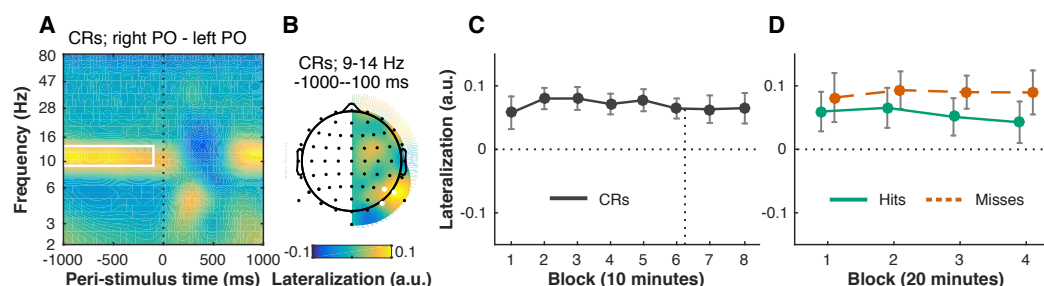 A
CRs; right PO - left PO
Frequency (Hz)
80
47
28
16
10
6
3
2
-1000 -500 0 500 1000
Peri-stimulus time (ms)
B
CRs; 9-14 Hz
-1000--100 ms
-0.1 0.1
Lateralization (a.u.)
C
Lateralization (a.u.)
0.1
0
-0.1
CRs
1 2 3 4 5 6 7 8
Block (10 minutes)
D
0.1
0
-0.1
Hits Misses
1 2 3 4
Block (20 minutes)